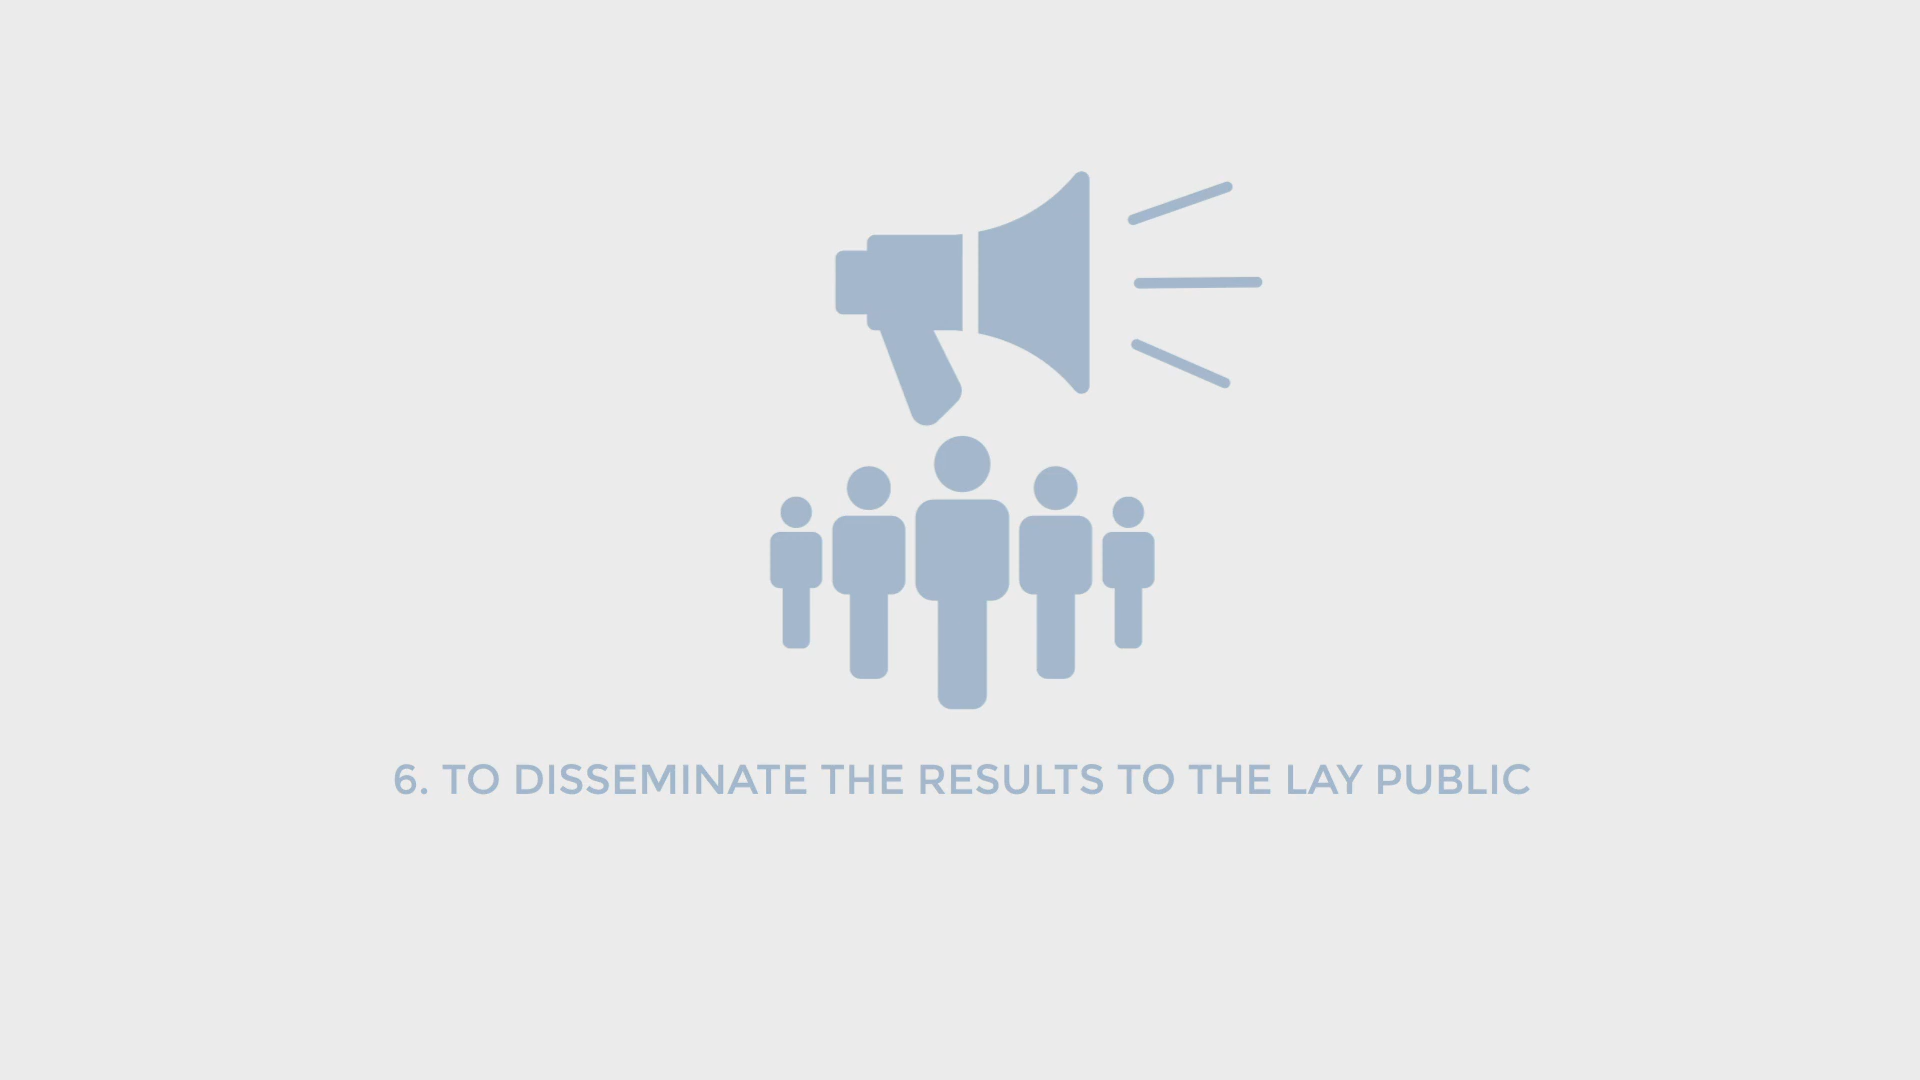 6. TO DISSEMINATE THE RESULTS TO THE LAY PUBLIC